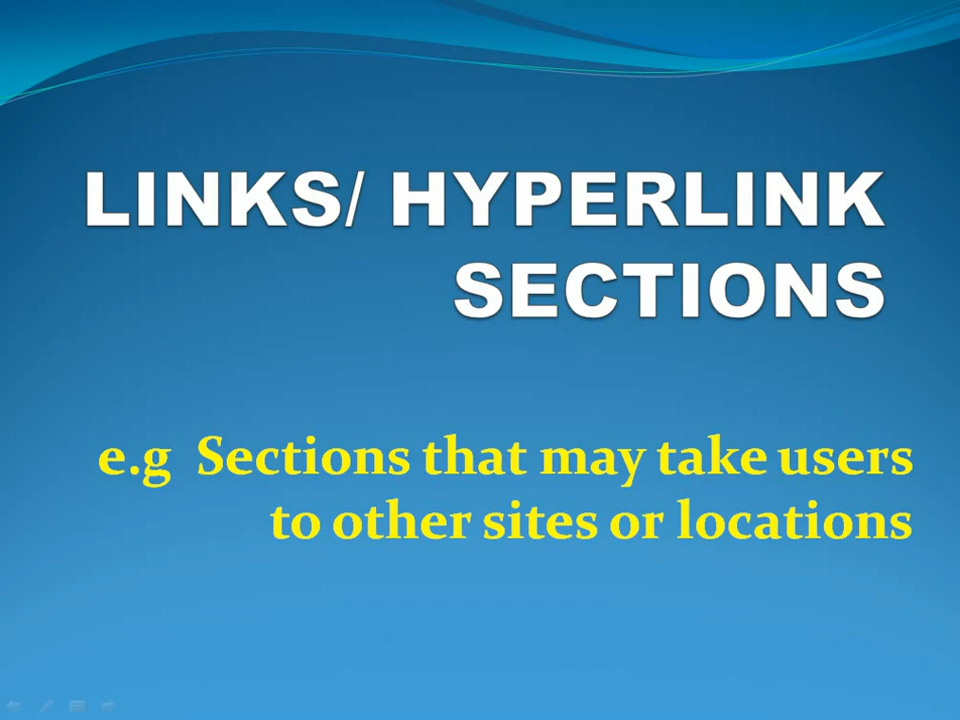 LINKS/ HYPERLINK
SECTIONS
e.g  Sections that may take users
to other sites or locations